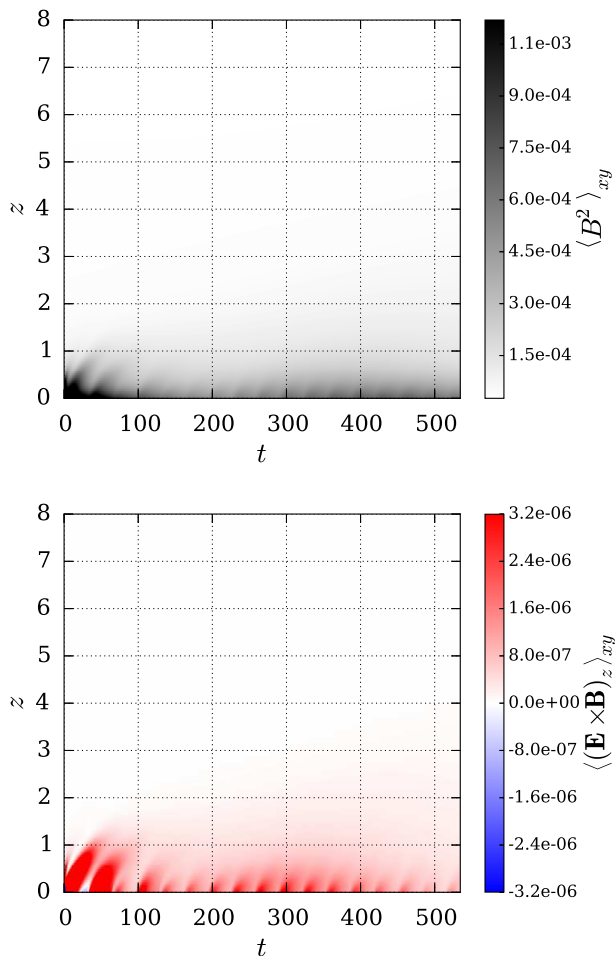 8
7
6
5
4
3
2
1
0
z
0 100 200 300 400 500
t
1.1e-03
9.0e-04
7.5e-04
6.0e-04
4.5e-04
3.0e-04
1.5e-04
⟨B²⟩xy
8
7
6
5
4
3
2
1
0
z
0 100 200 300 400 500
t
3.2e-06
2.4e-06
1.6e-06
8.0e-07
0.0e+00
-8.0e-07
-1.6e-06
-2.4e-06
-3.2e-06
⟨(E×B)z⟩xy